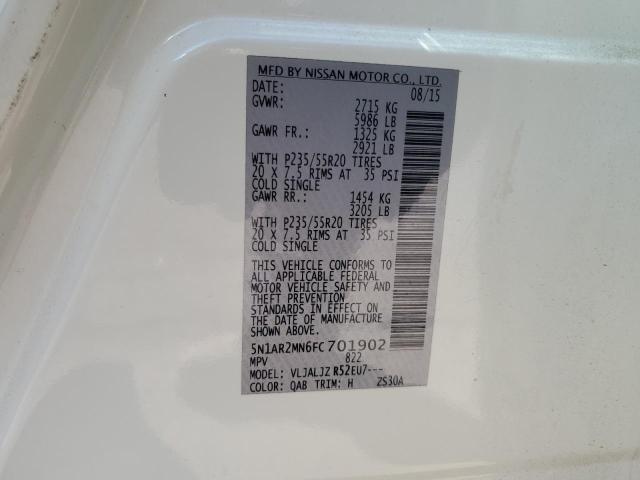 MFD BY NISSAN MOTOR CO., LTD.
DATE: 08/15
GVWR: 2715 KG
5986 LB
GAWR FR.: 1325 KG
2921 LB
WITH P235/55R20 TIRES
20 X 7.5 RIMS AT 35 PSI
COLD SINGLE
GAWR RR.: 1454 KG
3205 LB
WITH P235/55R20 TIRES
20 X 7.5 RIMS AT 35 PSI
COLD SINGLE
THIS VEHICLE CONFORMS TO
ALL APPLICABLE FEDERAL
MOTOR VEHICLE SAFETY AND
THEFT PREVENTION
STANDARDS IN EFFECT ON
THE DATE OF MANUFACTURE
SHOWN ABOVE.
5N1AR2MN6FC701902
MPV 822
MODEL: VLJALJZ R52EU7---
COLOR: QAB TRIM: H ZS30A